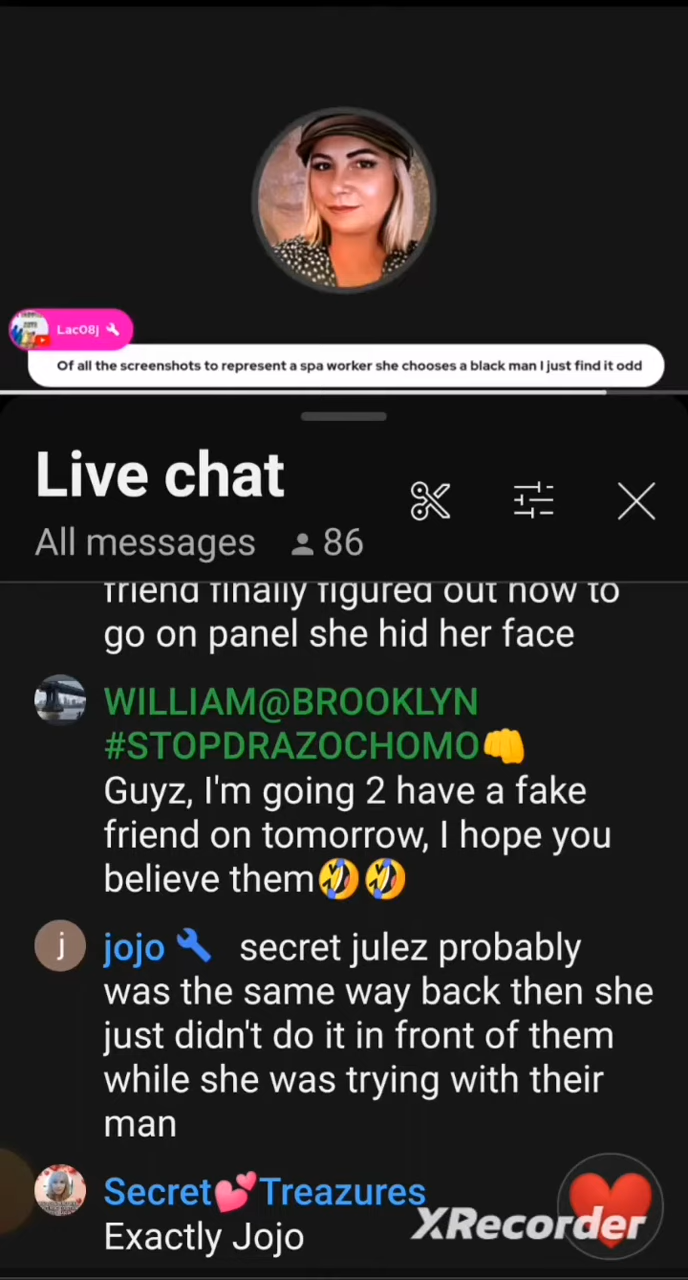 Lac08j
Of all the screenshots to represent a spa worker she chooses a black man I just find it odd
Live chat
All messages 86
friend finally figured out how to
go on panel she hid her face
WILLIAM@BROOKLYN
#STOPDRAZOCHOMO👊
Guyz, I'm going 2 have a fake
friend on tomorrow, I hope you
believe them🤣🤣
j
jojo secret julez probably
was the same way back then she
just didn't do it in front of them
while she was trying with their
man
Secret💕Treazures
Exactly Jojo
XRecorder